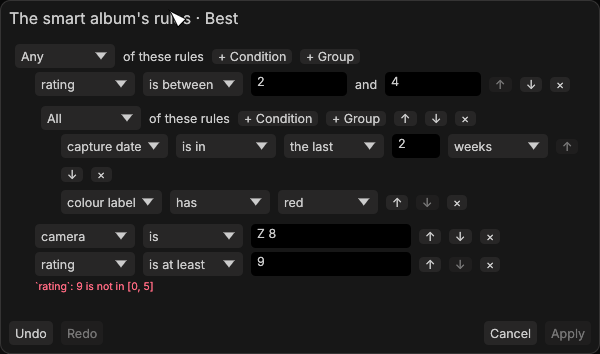 The smart album's rules · Best
Any of these rules + Condition + Group
rating is between 2 and 4 ↑ ↓ ×
All of these rules + Condition + Group ↑ ↓ ×
capture date is in the last 2 weeks ↑
↓ ×
colour label has red ↑ ↓ ×
camera is Z 8 ↑ ↓ ×
rating is at least 9 ↑ ↓ ×
`rating`: 9 is not in [0, 5]
Undo Redo Cancel Apply